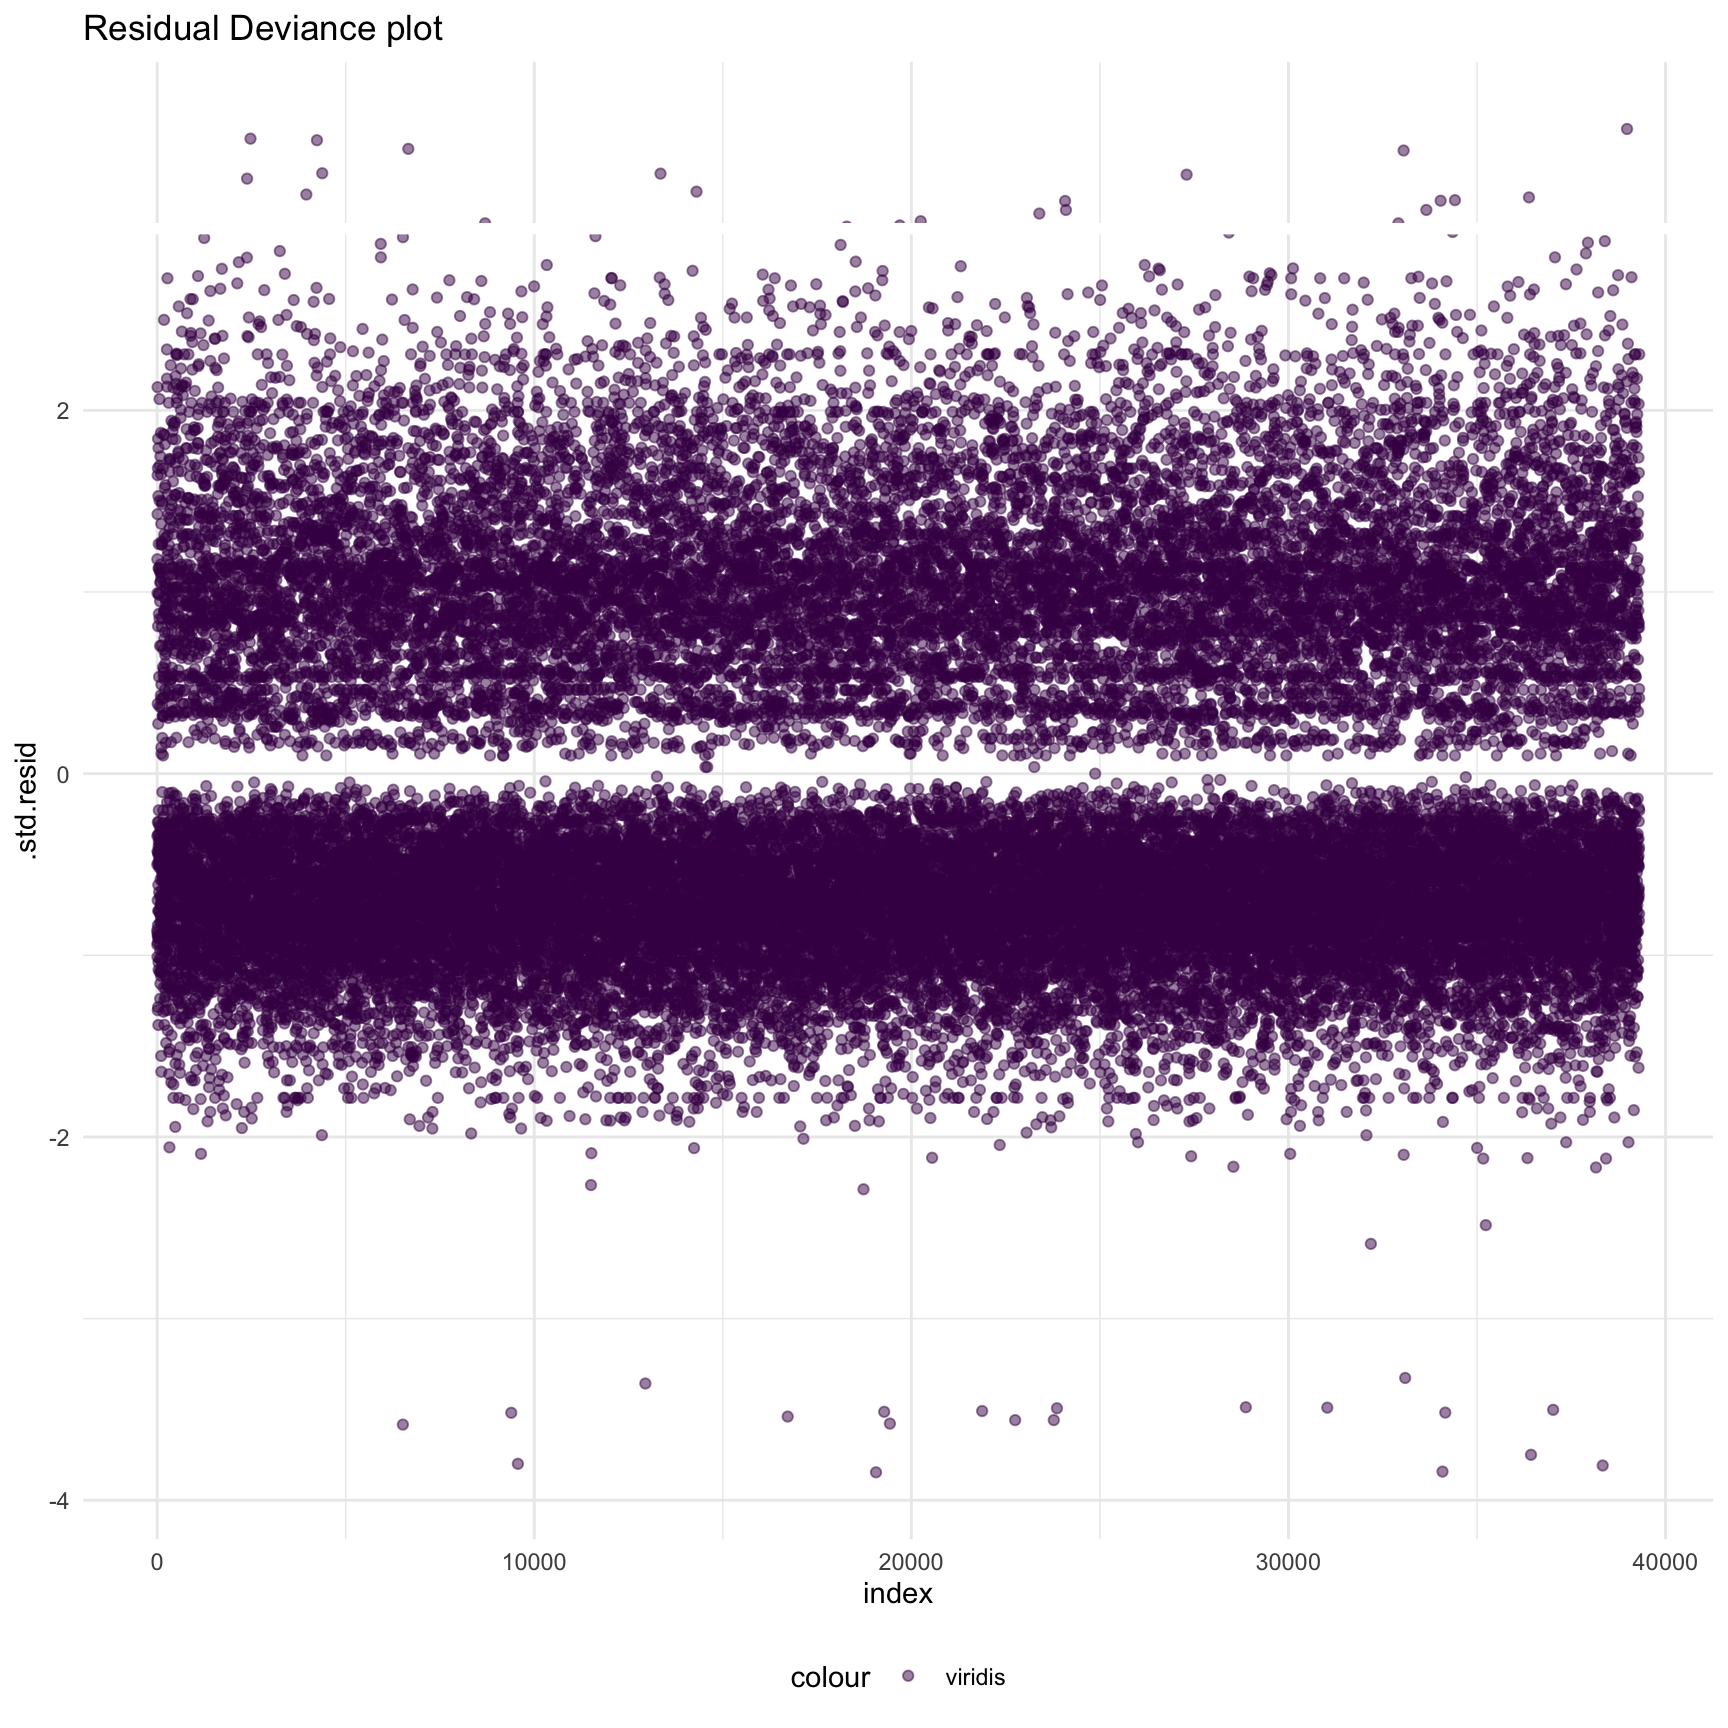 Residual Deviance plot
.std.resid
2
0
-2
-4
0 10000 20000 30000 40000
index
colour viridis